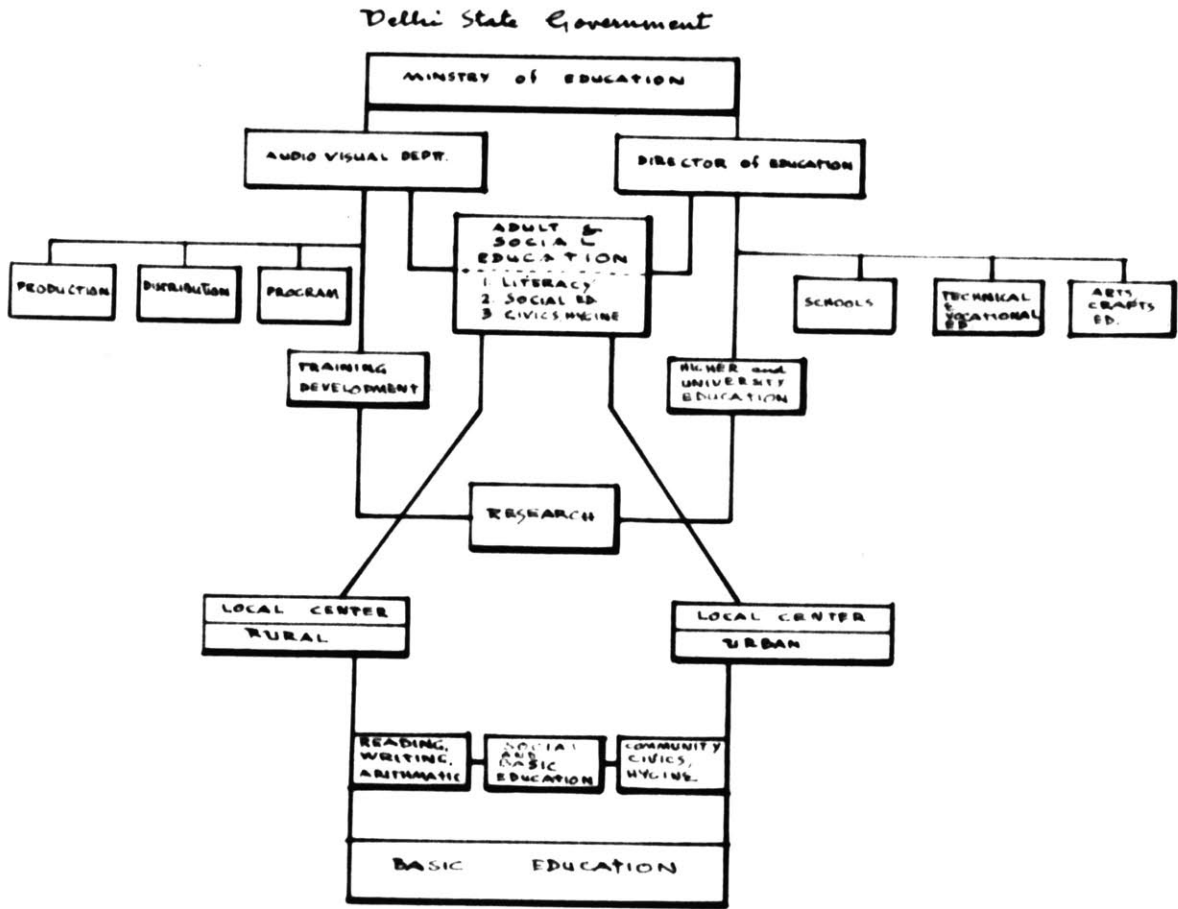 Delhi State Government
MINSTRY of EDUCATION
AUDIO VISUAL DEPTT.
DIRECTOR of EDUCATION
ADULT &
SOCIAL
EDUCATION
1. LITERACY
2. SOCIAL ED.
3 CIVICS HYGINE
PRODUCTION
DISTRIBUTION
PROGRAM
SCHOOLS
TECHNICAL
&
VOCATIONAL
ED
ARTS
CRAFTS
ED.
TRAINING
DEVELOPMENT
HIGHER and
UNIVERSITY
EDUCATION
RESEARCH
LOCAL CENTER
RURAL
LOCAL CENTER
URBAN
READING,
WRITING,
ARITHMATIC
SOCIAL
AND
BASIC
EDUCATION
COMMUNITY
CIVICS,
HYGINE
BASIC EDUCATION